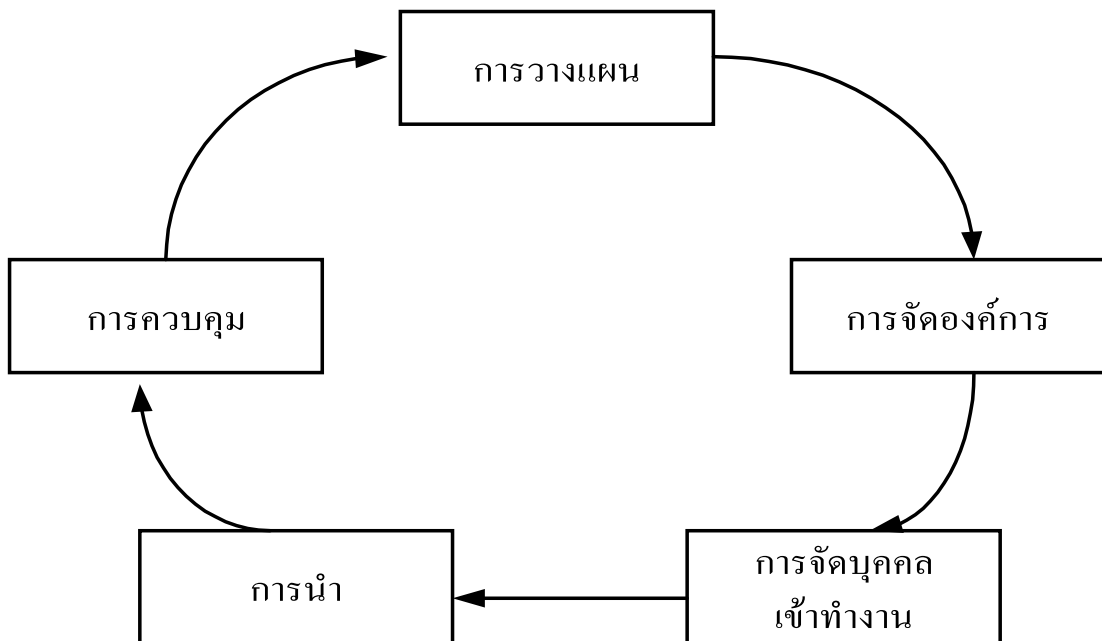 การวางแผน
การควบคุม
การจัดองค์การ
การนำ
การจัดบุคคล
เข้าทำงาน